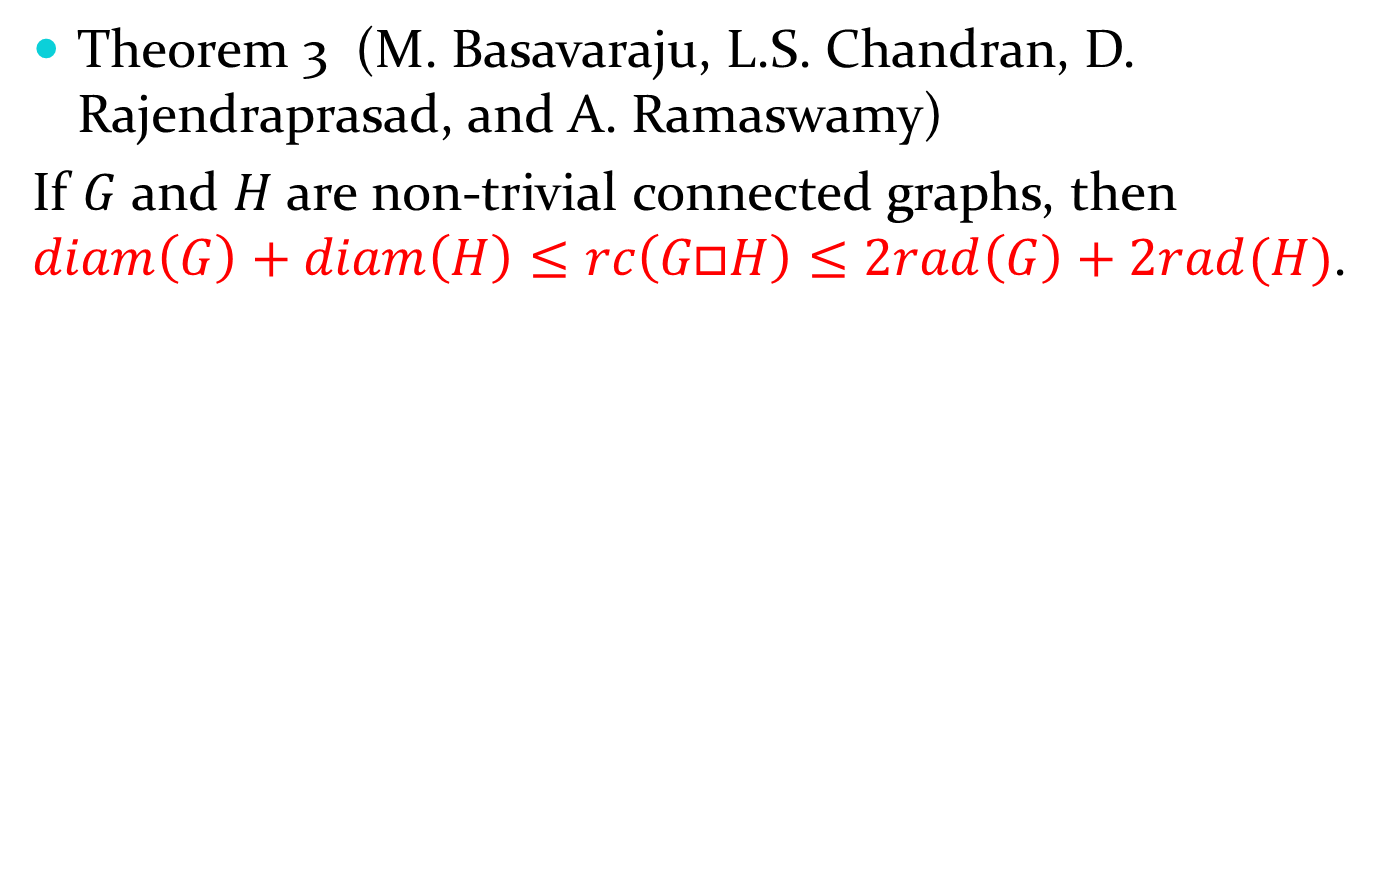 • Theorem 3 (M. Basavaraju, L.S. Chandran, D.
Rajendraprasad, and A. Ramaswamy)
If 𝐺 and 𝐻 are non-trivial connected graphs, then
𝑑𝑖𝑎𝑚(𝐺) + 𝑑𝑖𝑎𝑚(𝐻) ≤ 𝑟𝑐(𝐺□𝐻) ≤ 2𝑟𝑎𝑑(𝐺) + 2𝑟𝑎𝑑(𝐻).